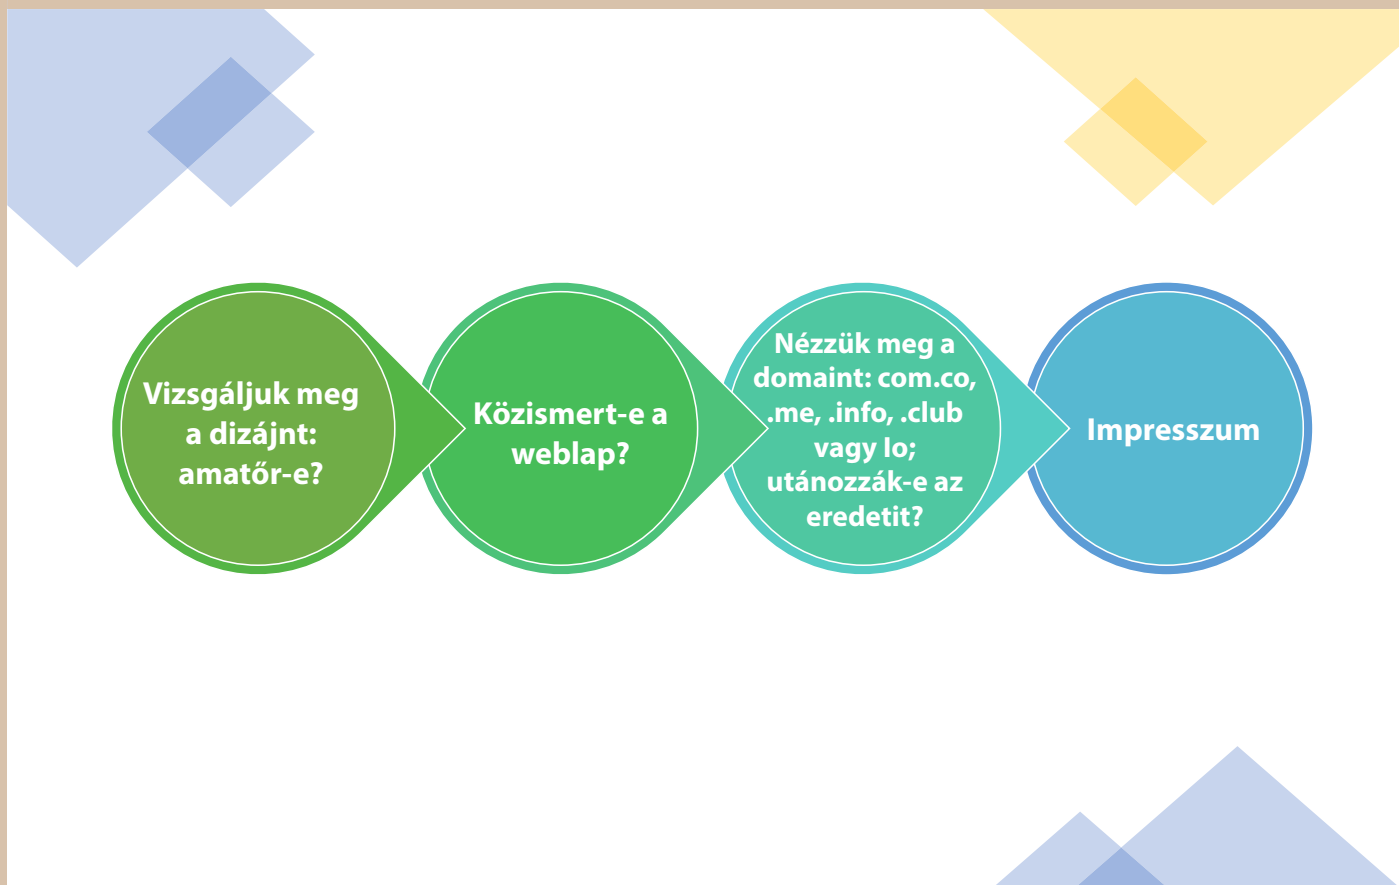 Vizsgáljuk meg
a dizájnt:
amatőr-e?
Közismert-e a
weblap?
Nézzük meg a
domaint: com.co,
.me, .info, .club
vagy lo;
utánozzák-e az
eredetit?
Impresszum